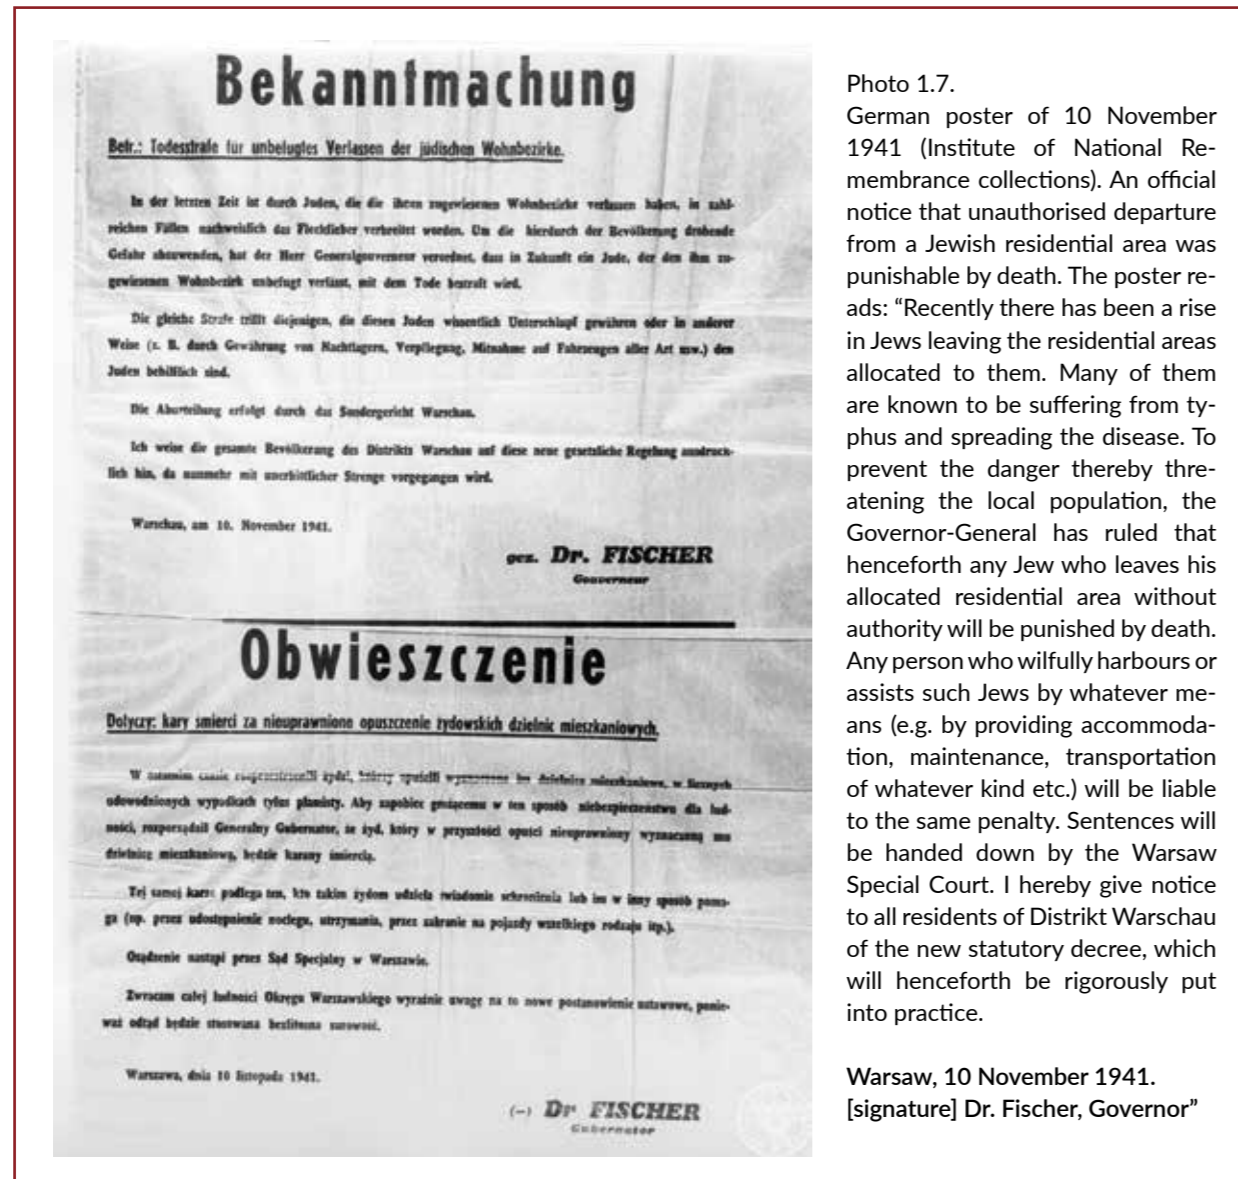 Bekanntmachung
Betr.: Todesstrafe für unbefugtes Verlassen der jüdischen Wohnbezirke.
In der letzten Zeit ist durch Juden, die die ihnen zugewiesenen Wohnbezirke verlassen haben, in zahl-
reichen Fällen nachweislich das Fleckfieber verbreitet worden. Um die hierdurch der Bevölkerung drohende
Gefahr abzuwenden, hat der Herr Generalgouverneur verordnet, dass in Zukunft ein Jude, der den ihm zu-
gewiesenen Wohnbezirk unbefugt verlässt, mit dem Tode bestraft wird.
Die gleiche Strafe trifft diejenigen, die diesen Juden wissentlich Unterschlupf gewähren oder in anderer
Weise (z. B. durch Gewährung von Nachtlagern, Verpflegung, Mitnahme auf Fahrzeugen aller Art usw.) den
Juden behilflich sind.
Die Aburteilung erfolgt durch das Sondergericht Warschau.
Ich weise die gesamte Bevölkerung des Distrikts Warschau auf diese neue gesetzliche Regelung ausdrück-
lich hin, da nunmehr mit unerbittlicher Strenge vorgegangen wird.
Warschau, am 10. November 1941.
gez. Dr. FISCHER
Gouverneur
Obwieszczenie
Dotyczy: kary śmierci za nieuprawnione opuszczenie żydowskich dzielnic mieszkaniowych.
W ostatnim czasie rozprzestrzenili żydzi, którzy opuścili wyznaczone im dzielnice mieszkaniowe, w licznych
udowodnionych wypadkach tyfus plamisty. Aby zapobiec grożącemu w ten sposób niebezpieczeństwu dla lud-
ności, rozporządził Generalny Gubernator, że żyd, który w przyszłości opuści nieuprawniony wyznaczoną mu
dzielnicę mieszkaniową, będzie karany śmiercią.
Tej samej karze podlega ten, kto takim żydom udziela świadomie schronienia lub im w inny sposób poma-
ga (np. przez udostępnienie noclegu, utrzymania, przez zabranie na pojazdy wszelkiego rodzaju itp.).
Osądzenie nastąpi przez Sąd Specjalny w Warszawie.
Zwracam całej ludności Okręgu Warszawskiego wyraźnie uwagę na to nowe postanowienie ustawowe, ponie-
waż odtąd będzie stosowana bezlitosna surowość.
Warszawa, dnia 10 listopada 1941.
(—) Dr FISCHER
Gubernator
Photo 1.7.
German poster of 10 November
1941 (Institute of National Re-
membrance collections). An official
notice that unauthorised departure
from a Jewish residential area was
punishable by death. The poster re-
ads: “Recently there has been a rise
in Jews leaving the residential areas
allocated to them. Many of them
are known to be suffering from ty-
phus and spreading the disease. To
prevent the danger thereby thre-
atening the local population, the
Governor-General has ruled that
henceforth any Jew who leaves his
allocated residential area without
authority will be punished by death.
Any person who wilfully harbours or
assists such Jews by whatever me-
ans (e.g. by providing accommoda-
tion, maintenance, transportation
of whatever kind etc.) will be liable
to the same penalty. Sentences will
be handed down by the Warsaw
Special Court. I hereby give notice
to all residents of Distrikt Warschau
of the new statutory decree, which
will henceforth be rigorously put
into practice.
Warsaw, 10 November 1941.
[signature] Dr. Fischer, Governor”